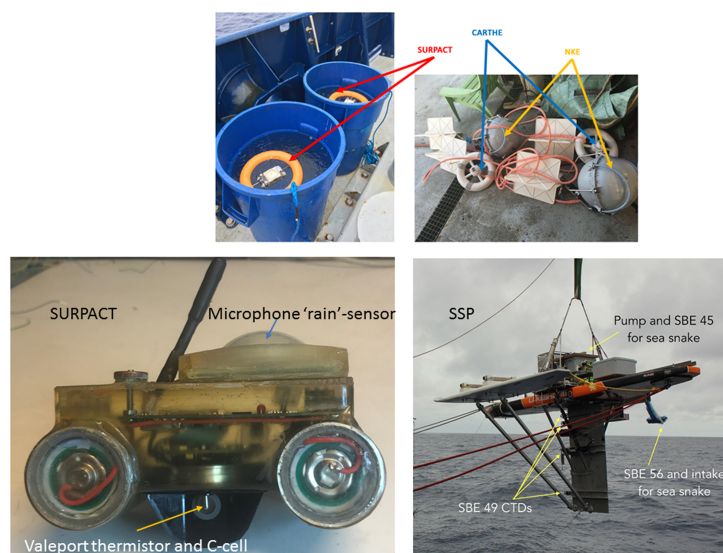 CARTHE
SURPACT
NKE
SURPACT
Microphone 'rain'-sensor
Valeport thermistor and C-cell
SSP
Pump and SBE 45
for sea snake
SBE 56 and intake
for sea snake
SBE 49 CTDs